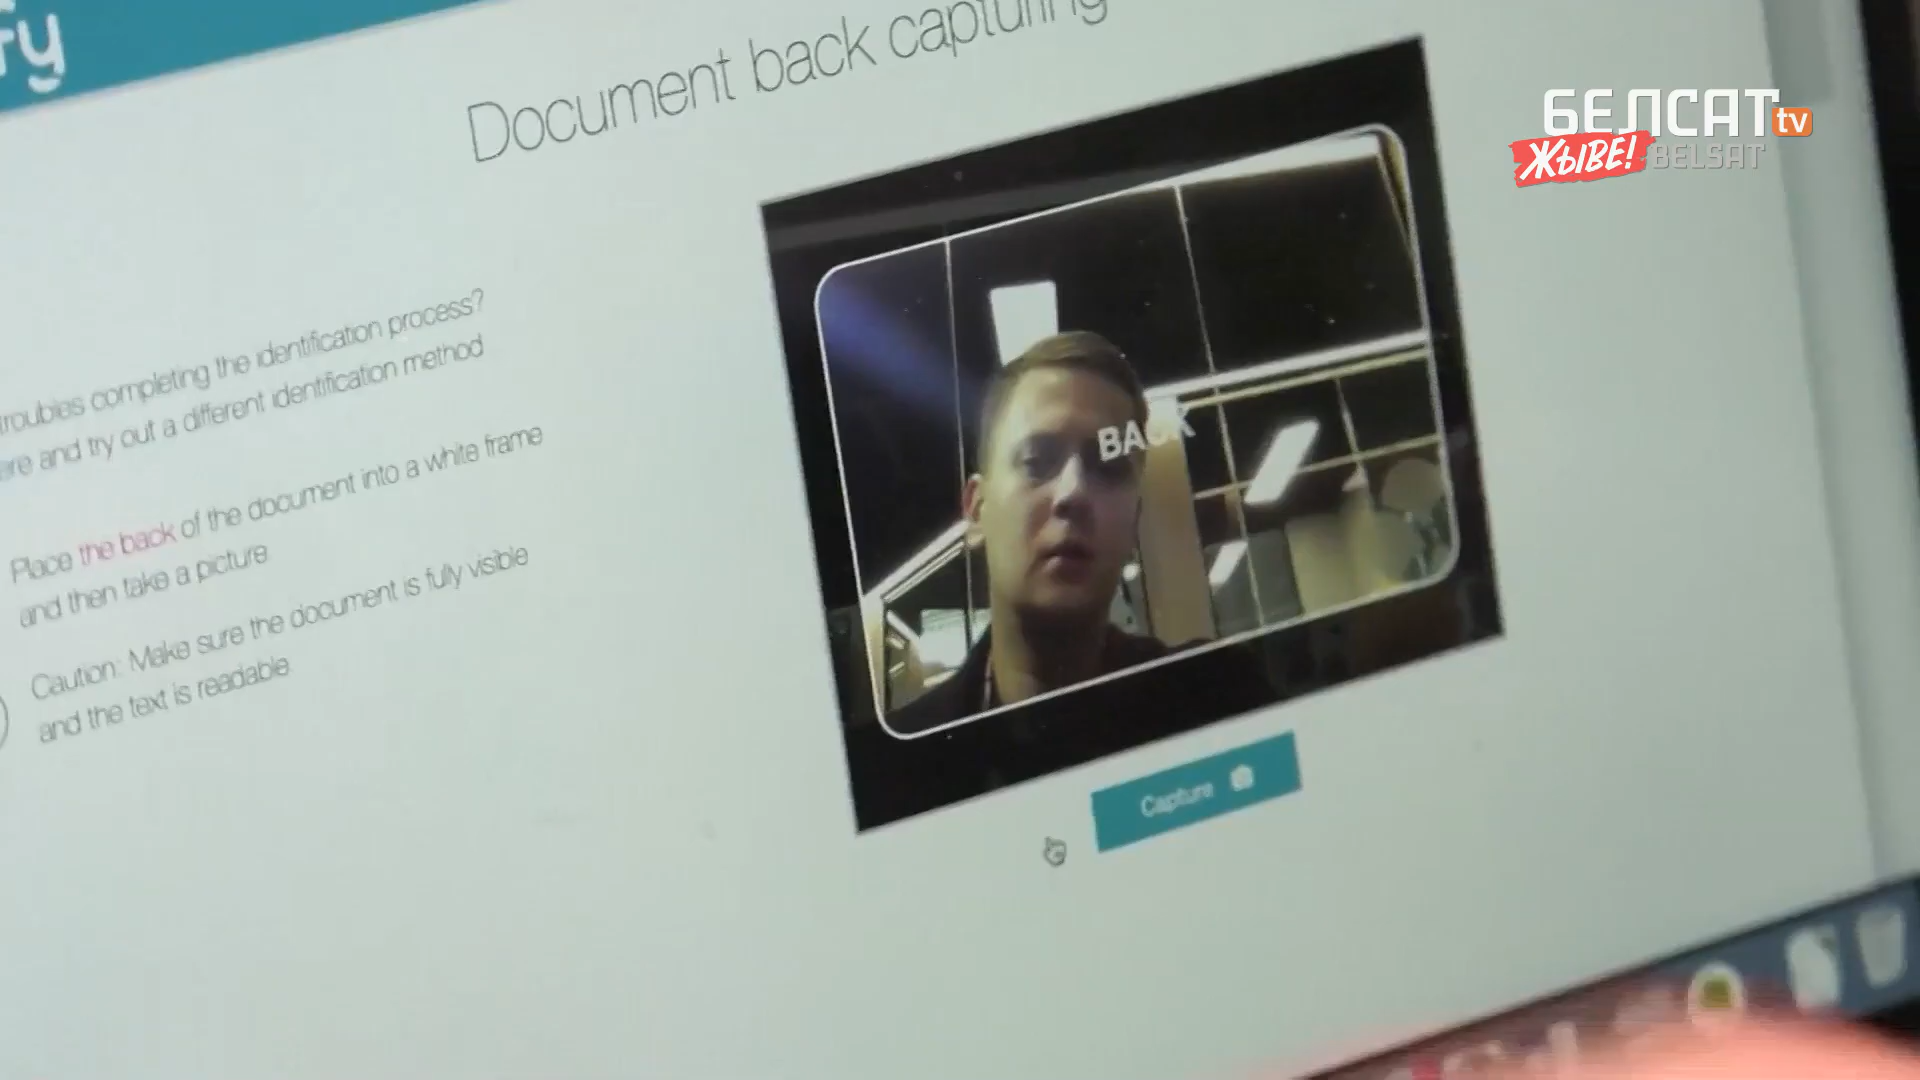 Document back capturing
БЕЛСАТ tv
ЖЫВЕ! BELSAT
troubles completing the identification process?
and try out a different identification method
Place the back of the document into a white frame
and then take a picture
Caution: Make sure the document is fully visible
and the text is readable
BACK
Capture